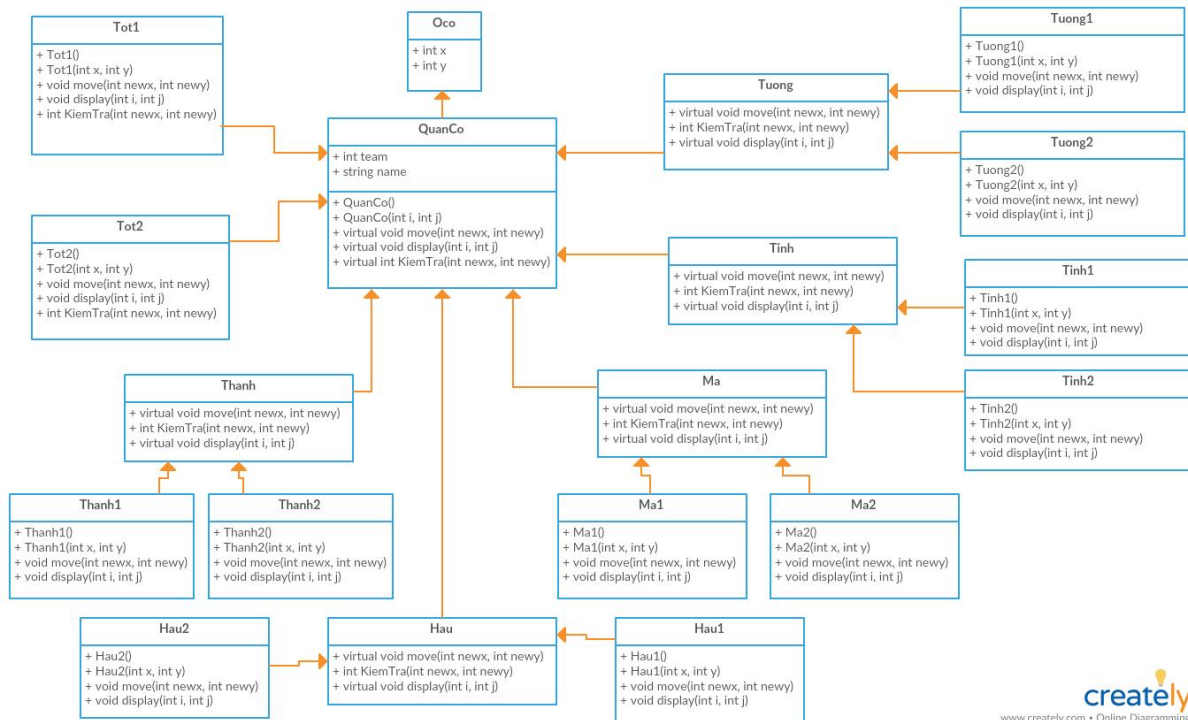 Tot1
+ Tot1()
+ Tot1(int x, int y)
+ void move(int newx, int newy)
+ void display(int i, int j)
+ int KiemTra(int newx, int newy)
Oco
+ int x
+ int y
Tuong1
+ Tuong1()
+ Tuong1(int x, int y)
+ void move(int newx, int newy)
+ void display(int i, int j)
Tuong
+ virtual void move(int newx, int newy)
+ int KiemTra(int newx, int newy)
+ virtual void display(int i, int j)
QuanCo
+ int team
+ string name
+ QuanCo()
+ QuanCo(int i, int j)
+ virtual void move(int newx, int newy)
+ virtual void display(int i, int j)
+ virtual int KiemTra(int newx, int newy)
Tuong2
+ Tuong2()
+ Tuong2(int x, int y)
+ void move(int newx, int newy)
+ void display(int i, int j)
Tot2
+ Tot2()
+ Tot2(int x, int y)
+ void move(int newx, int newy)
+ void display(int i, int j)
+ int KiemTra(int newx, int newy)
Tinh
+ virtual void move(int newx, int newy)
+ int KiemTra(int newx, int newy)
+ virtual void display(int i, int j)
Tinh1
+ Tinh1()
+ Tinh1(int x, int y)
+ void move(int newx, int newy)
+ void display(int i, int j)
Thanh
+ virtual void move(int newx, int newy)
+ int KiemTra(int newx, int newy)
+ virtual void display(int i, int j)
Ma
+ virtual void move(int newx, int newy)
+ int KiemTra(int newx, int newy)
+ virtual void display(int i, int j)
Tinh2
+ Tinh2()
+ Tinh2(int x, int y)
+ void move(int newx, int newy)
+ void display(int i, int j)
Thanh1
+ Thanh1()
+ Thanh1(int x, int y)
+ void move(int newx, int newy)
+ void display(int i, int j)
Thanh2
+ Thanh2()
+ Thanh2(int x, int y)
+ void move(int newx, int newy)
+ void display(int i, int j)
Ma1
+ Ma1()
+ Ma1(int x, int y)
+ void move(int newx, int newy)
+ void display(int i, int j)
Ma2
+ Ma2()
+ Ma2(int x, int y)
+ void move(int newx, int newy)
+ void display(int i, int j)
Hau2
+ Hau2()
+ Hau2(int x, int y)
+ void move(int newx, int newy)
+ void display(int i, int j)
Hau
+ virtual void move(int newx, int newy)
+ int KiemTra(int newx, int newy)
+ virtual void display(int i, int j)
Hau1
+ Hau1()
+ Hau1(int x, int y)
+ void move(int newx, int newy)
+ void display(int i, int j)
creately
www.creately.com • Online Diagramming